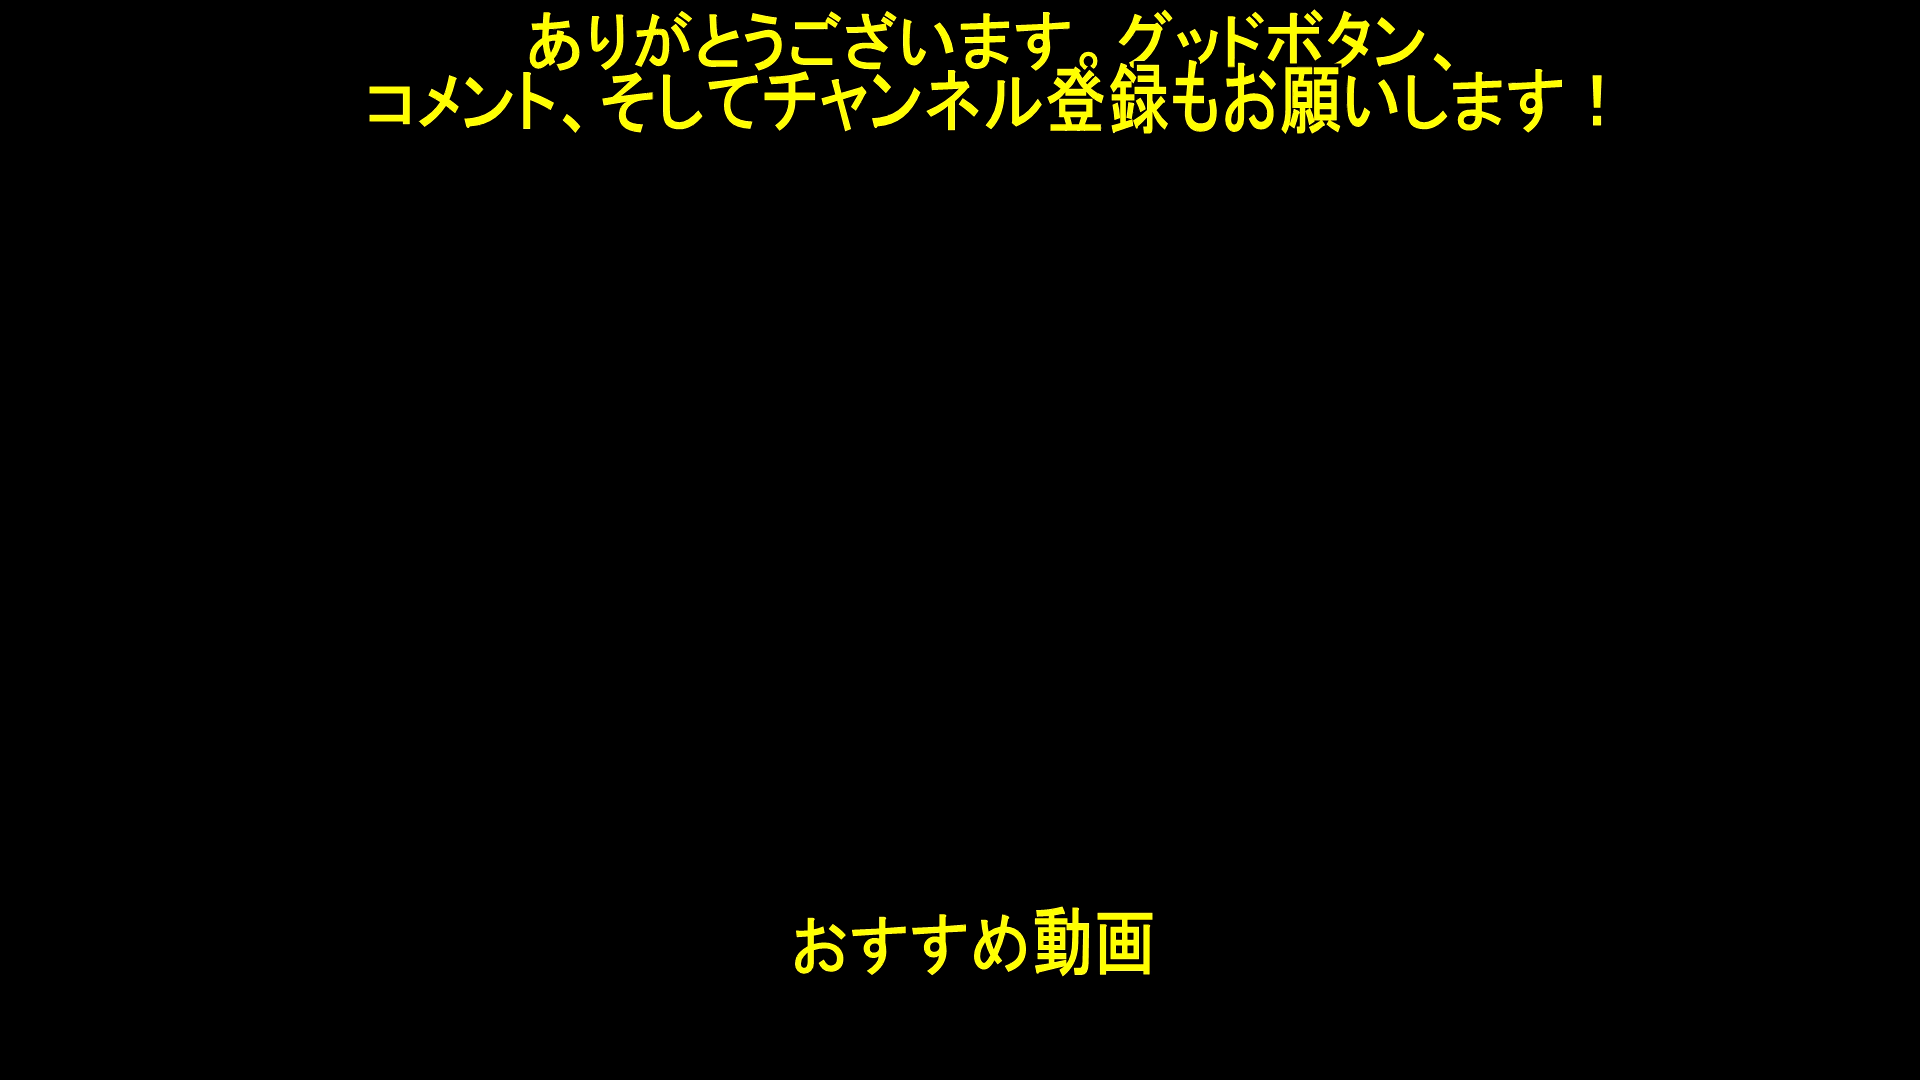 ありがとうございます。グッドボタン、
コメント、そしてチャンネル登録もお願いします！
おすすめ動画